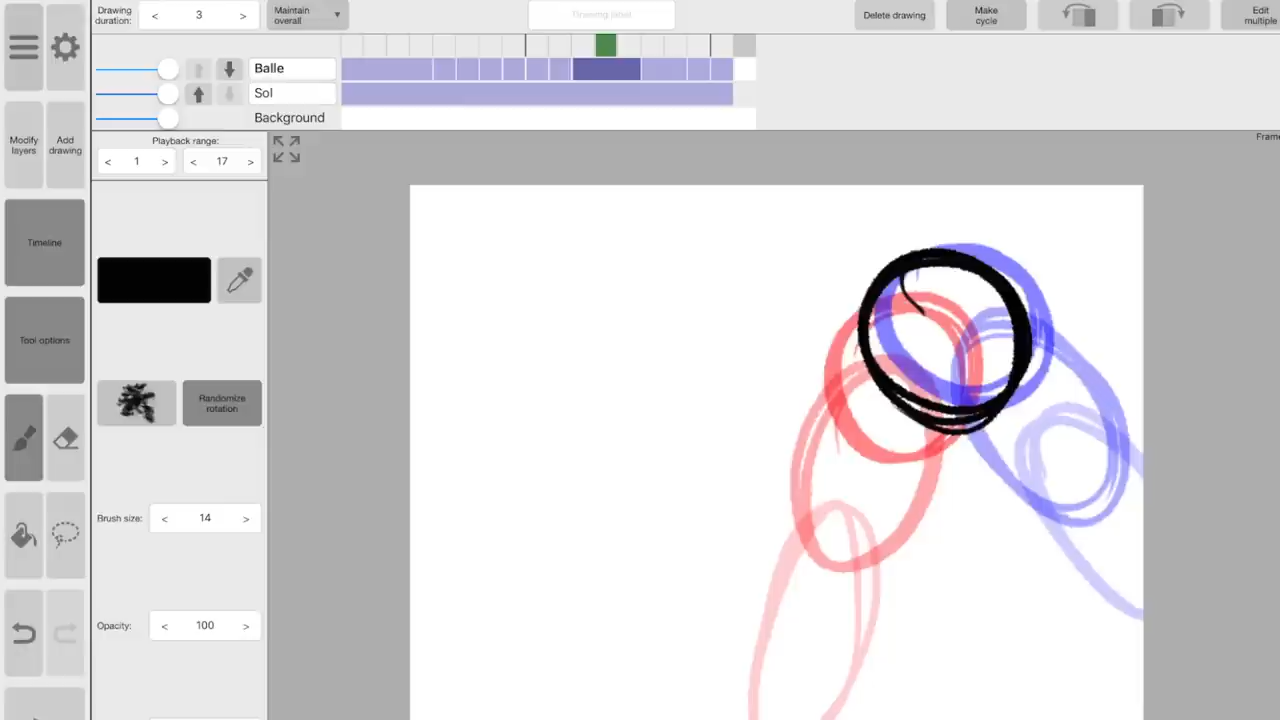 Drawing duration: < 3 > Maintain overall ▼ Drawing label Delete drawing Make cycle Edit multiple
Balle
Sol
Background
Modify layers
Add drawing
Playback range:
< 1 > < 17 >
Frame
Timeline
Tool options
Randomize rotation
Brush size: < 14 >
Opacity: < 100 >